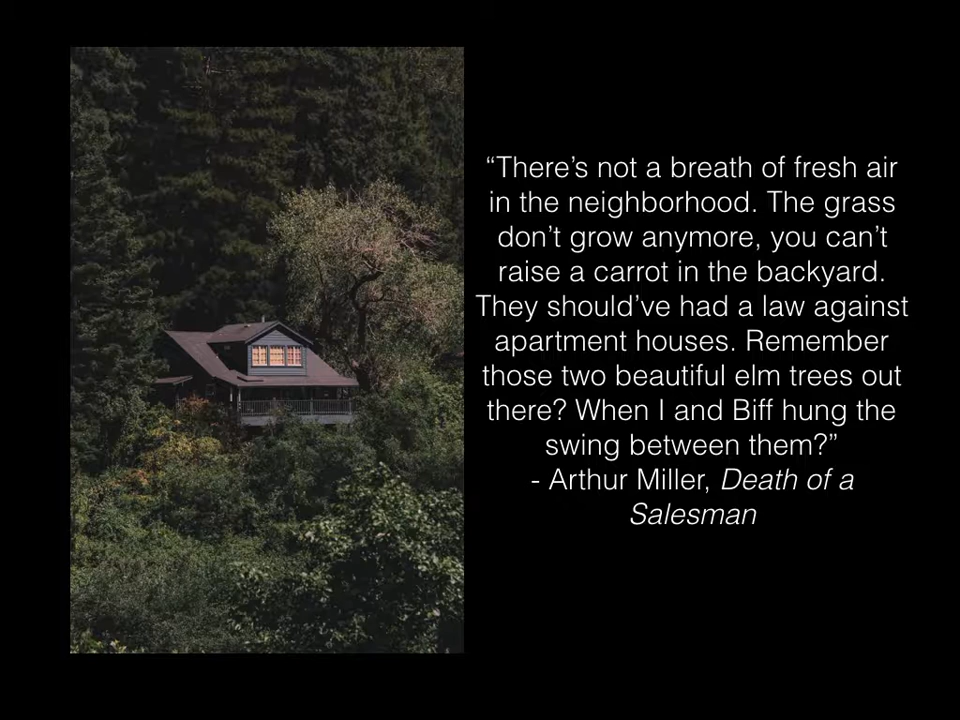 “There’s not a breath of fresh air
in the neighborhood. The grass
don’t grow anymore, you can’t
raise a carrot in the backyard.
They should’ve had a law against
apartment houses. Remember
those two beautiful elm trees out
there? When I and Biff hung the
swing between them?”
- Arthur Miller, Death of a
Salesman